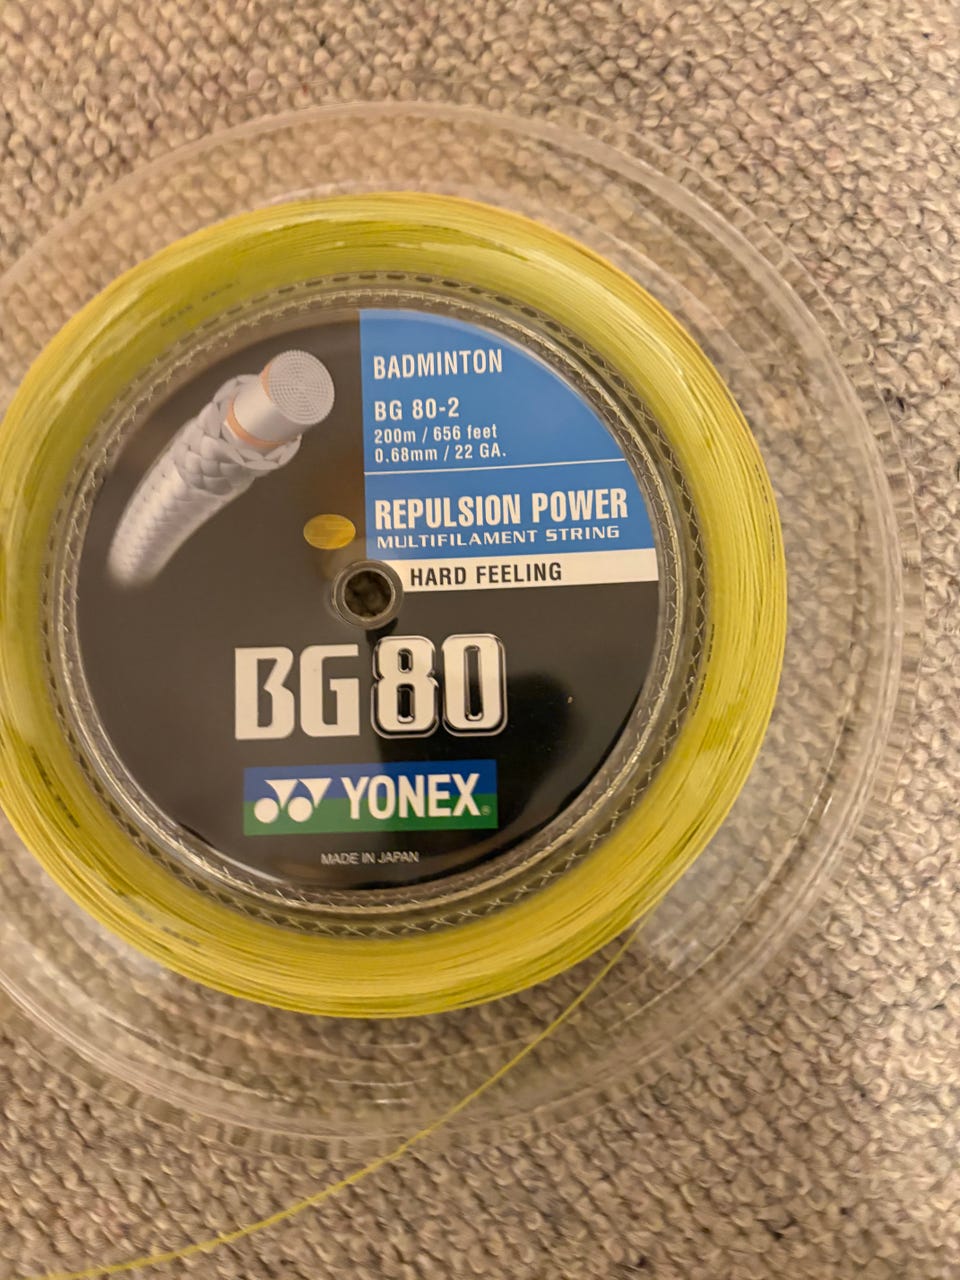 BADMINTON
BG 80-2
200m / 656 feet
0.68mm / 22 GA.
REPULSION POWER
MULTIFILAMENT STRING
HARD FEELING
BG80
YONEX®
MADE IN JAPAN